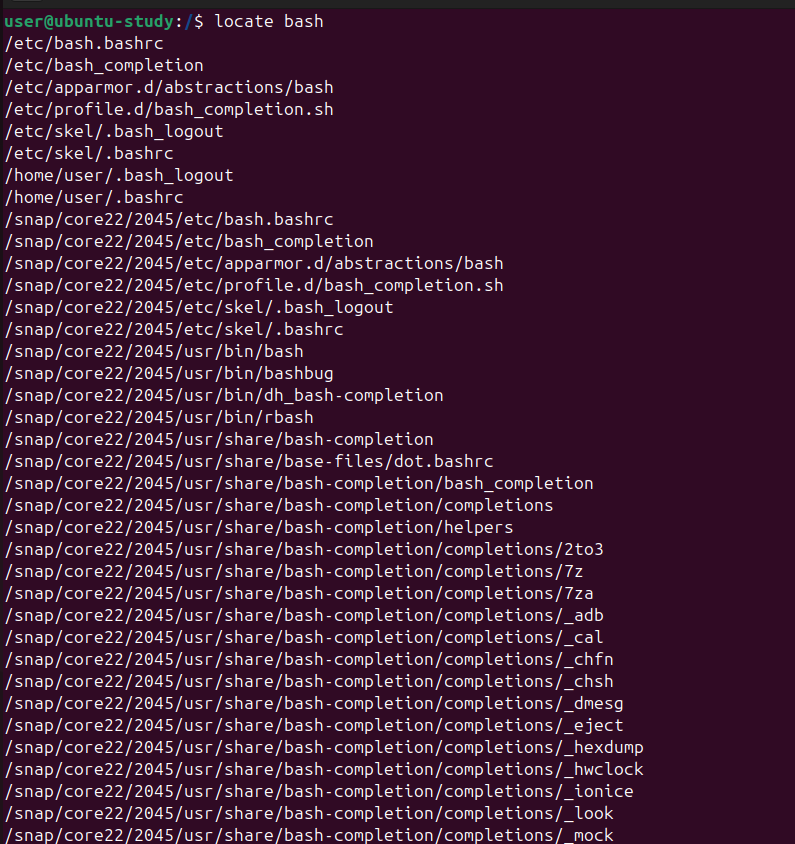 user@ubuntu-study:/$ locate bash
/etc/bash.bashrc
/etc/bash_completion
/etc/apparmor.d/abstractions/bash
/etc/profile.d/bash_completion.sh
/etc/skel/.bash_logout
/etc/skel/.bashrc
/home/user/.bash_logout
/home/user/.bashrc
/snap/core22/2045/etc/bash.bashrc
/snap/core22/2045/etc/bash_completion
/snap/core22/2045/etc/apparmor.d/abstractions/bash
/snap/core22/2045/etc/profile.d/bash_completion.sh
/snap/core22/2045/etc/skel/.bash_logout
/snap/core22/2045/etc/skel/.bashrc
/snap/core22/2045/usr/bin/bash
/snap/core22/2045/usr/bin/bashbug
/snap/core22/2045/usr/bin/dh_bash-completion
/snap/core22/2045/usr/bin/rbash
/snap/core22/2045/usr/share/bash-completion
/snap/core22/2045/usr/share/base-files/dot.bashrc
/snap/core22/2045/usr/share/bash-completion/bash_completion
/snap/core22/2045/usr/share/bash-completion/completions
/snap/core22/2045/usr/share/bash-completion/helpers
/snap/core22/2045/usr/share/bash-completion/completions/2to3
/snap/core22/2045/usr/share/bash-completion/completions/7z
/snap/core22/2045/usr/share/bash-completion/completions/7za
/snap/core22/2045/usr/share/bash-completion/completions/_adb
/snap/core22/2045/usr/share/bash-completion/completions/_cal
/snap/core22/2045/usr/share/bash-completion/completions/_chfn
/snap/core22/2045/usr/share/bash-completion/completions/_chsh
/snap/core22/2045/usr/share/bash-completion/completions/_dmesg
/snap/core22/2045/usr/share/bash-completion/completions/_eject
/snap/core22/2045/usr/share/bash-completion/completions/_hexdump
/snap/core22/2045/usr/share/bash-completion/completions/_hwclock
/snap/core22/2045/usr/share/bash-completion/completions/_ionice
/snap/core22/2045/usr/share/bash-completion/completions/_look
/snap/core22/2045/usr/share/bash-completion/completions/_mock